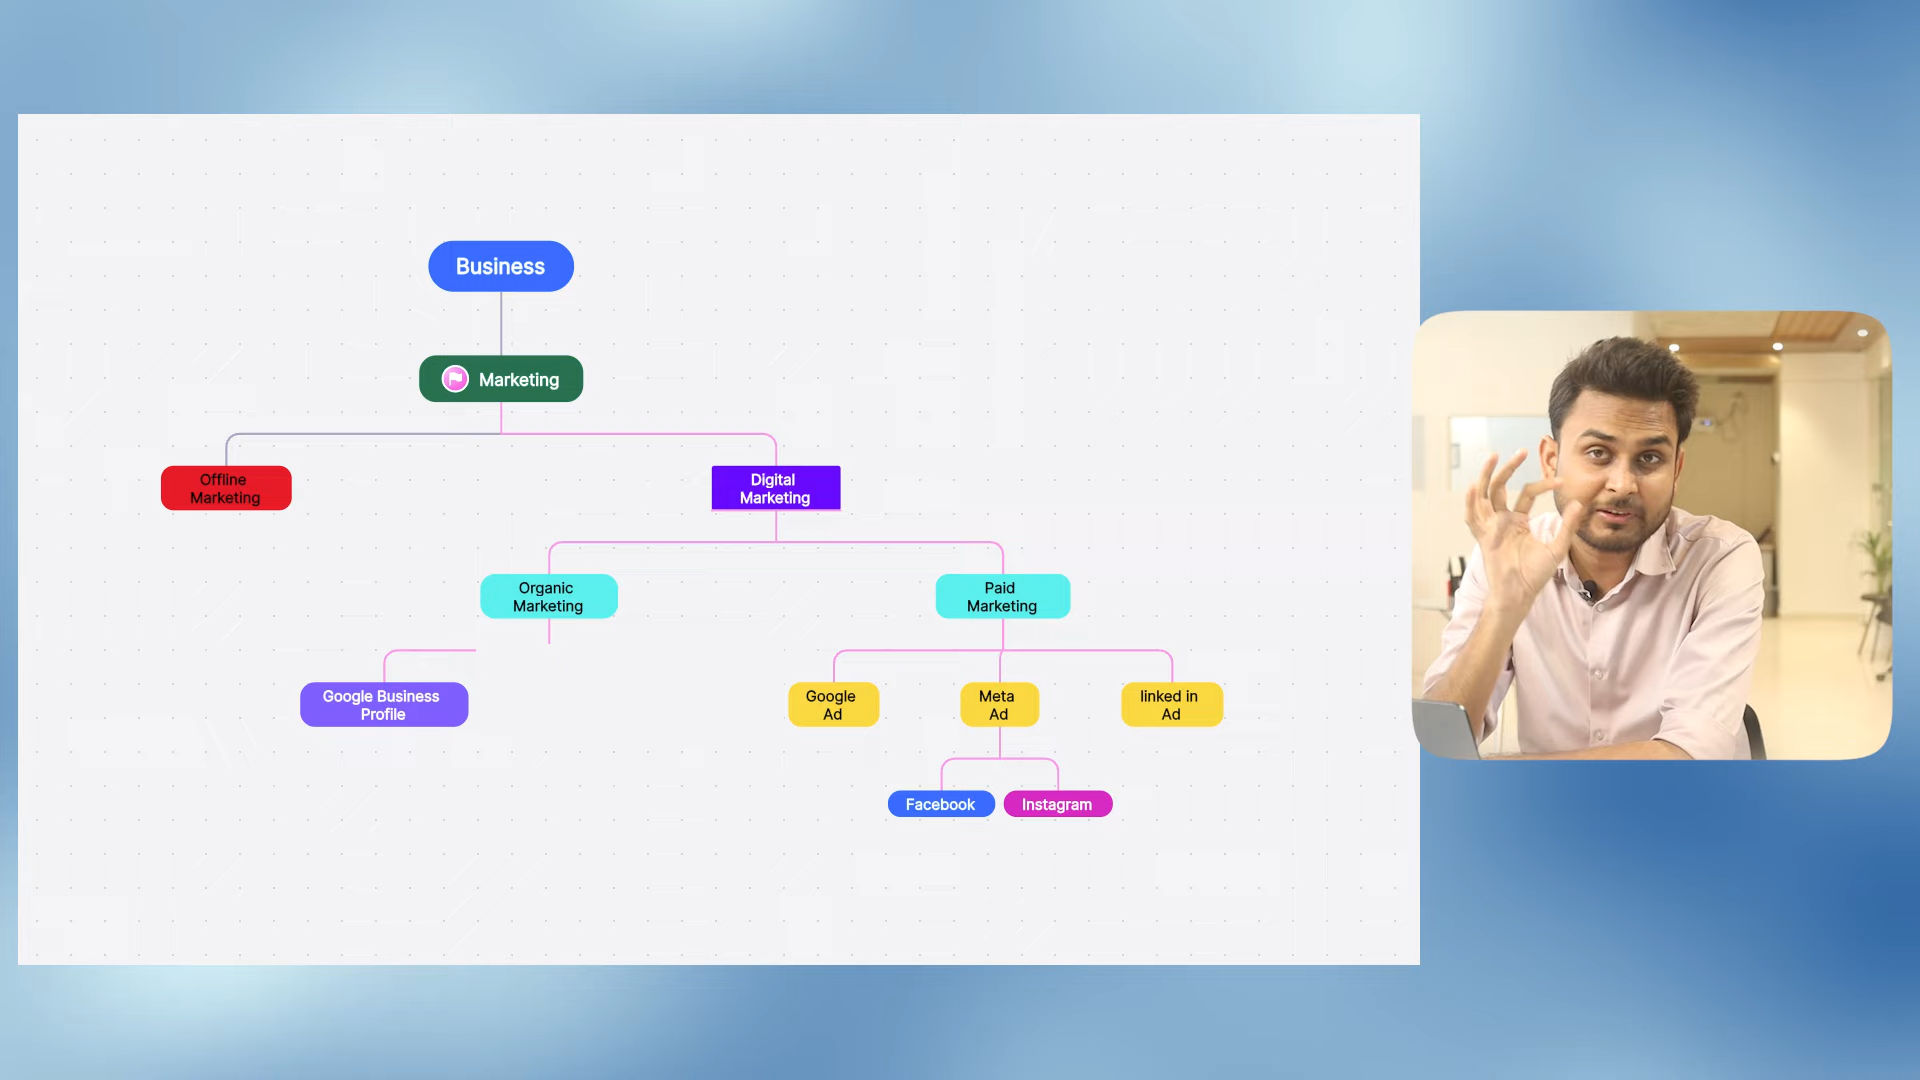 Business
Marketing
Offline
Marketing
Digital
Marketing
Organic
Marketing
Paid
Marketing
Google Business
Profile
Google
Ad
Meta
Ad
linked in
Ad
Facebook
Instagram